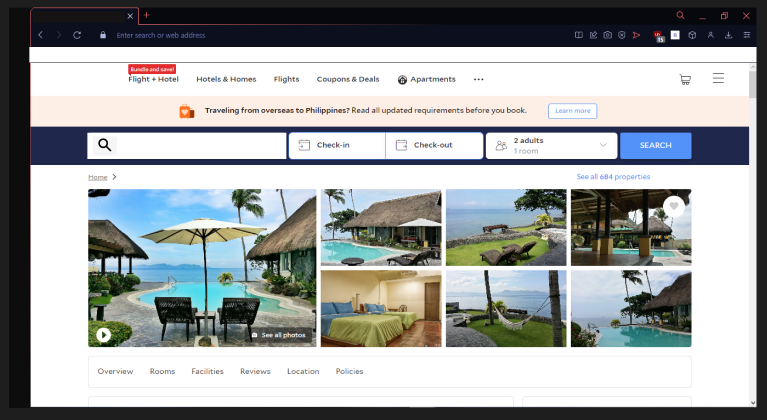 Enter search or web address
15
Bundle and save!
Flight + Hotel
Hotels & Homes
Flights
Coupons & Deals
Apartments
Traveling from overseas to Philippines? Read all updated requirements before you book.
Learn more
Check-in
Check-out
2 adults
1 room
SEARCH
Home
See all 684 properties
See all photos
Overview
Rooms
Facilities
Reviews
Location
Policies